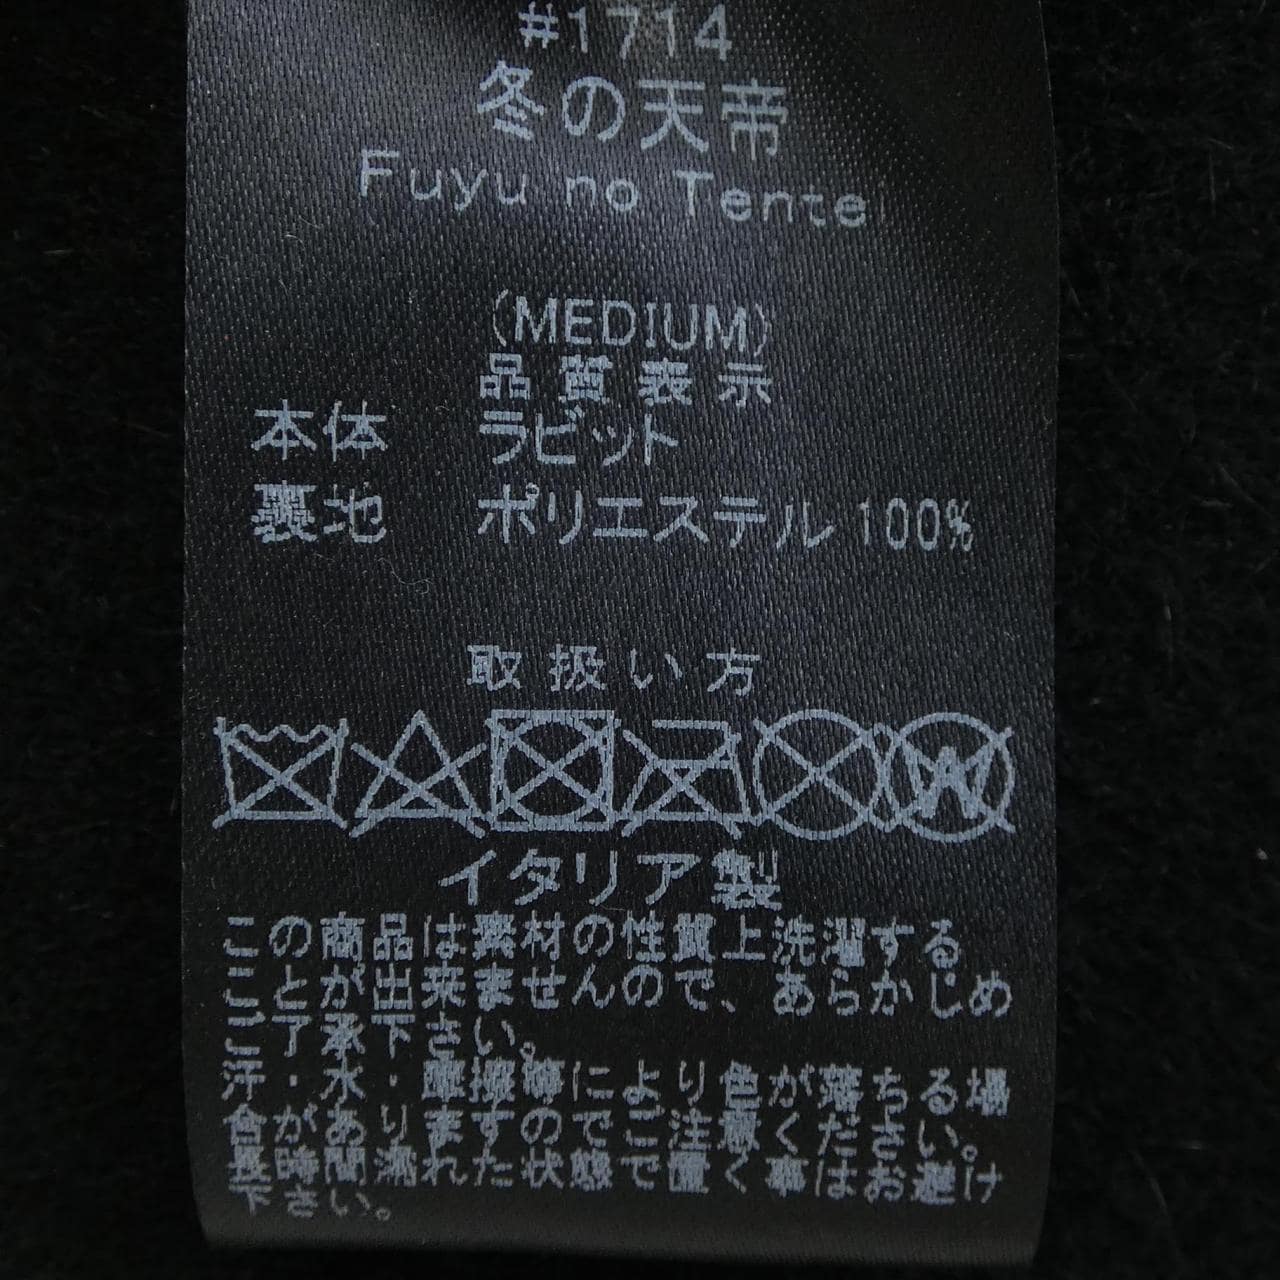 #1714
冬の天帝
Fuyu no Tentei
(MEDIUM)
品質表示
本体 ラビット
裏地 ポリエステル 100%
取扱い方
イタリア製
この商品は素材の性質上洗濯する
ことが出来ませんので、あらかじめ
ご了承下さい。
汗・水・摩擦等により色が落ちる場
合がありますのでご注意ください。
長時間濡れた状態で置く事はお避け
下さい。